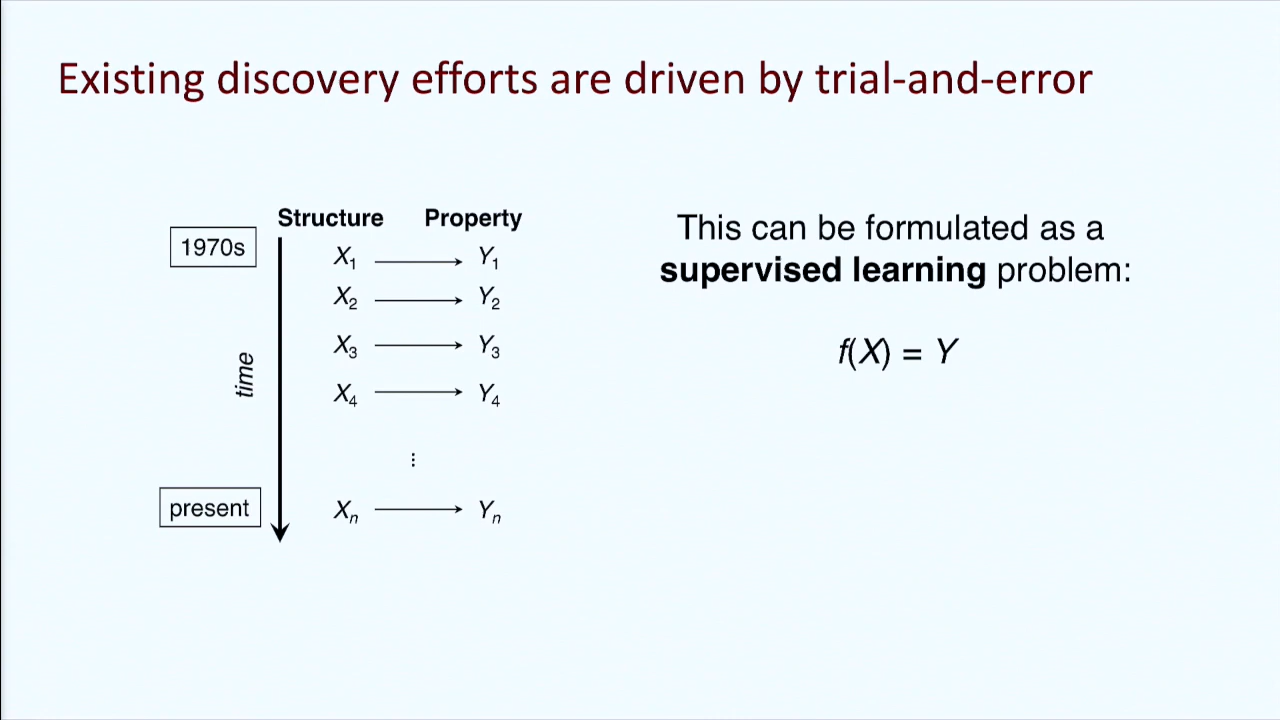 Existing discovery efforts are driven by trial-and-error
Structure Property
1970s
X1 Y1
X2 Y2
X3 Y3
X4 Y4
time
⋮
present
Xn Yn
This can be formulated as a
supervised learning problem:
f(X) = Y